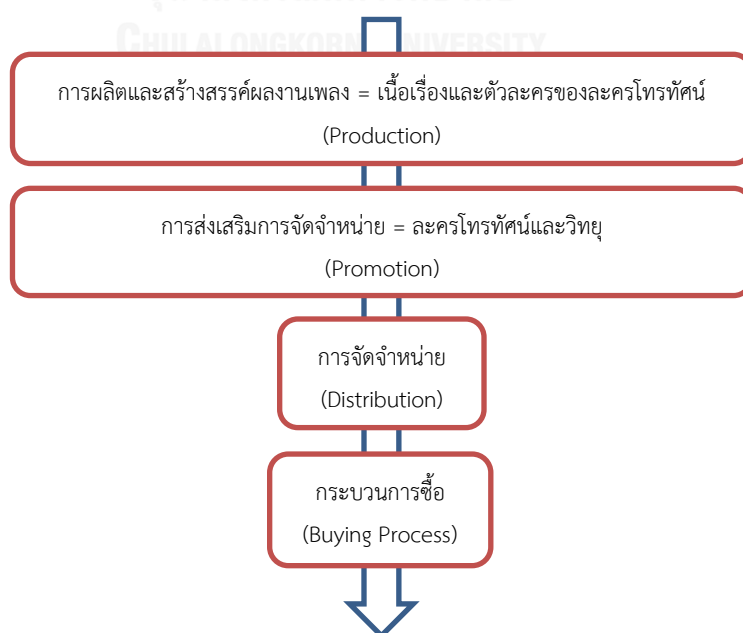 CHULALONGKORN UNIVERSITY
การผลิตและสร้างสรรค์ผลงานเพลง = เนื้อเรื่องและตัวละครของละครโทรทัศน์
(Production)
การส่งเสริมการจัดจำหน่าย = ละครโทรทัศน์และวิทยุ
(Promotion)
การจัดจำหน่าย
(Distribution)
กระบวนการซื้อ
(Buying Process)